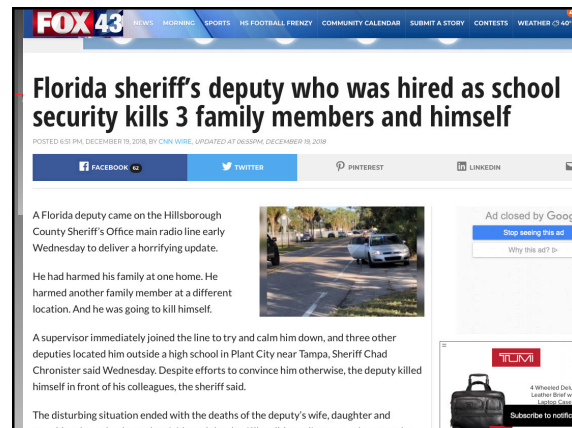 FOX 43
NEWS MORNING SPORTS HS FOOTBALL FRENZY COMMUNITY CALENDAR SUBMIT A STORY CONTESTS WEATHER 40°
Florida sheriff's deputy who was hired as school
security kills 3 family members and himself
POSTED 6:51 PM, DECEMBER 19, 2018, BY CNN WIRE, UPDATED AT 06:55PM, DECEMBER 19, 2018
FACEBOOK 62 TWITTER PINTEREST LINKEDIN
A Florida deputy came on the Hillsborough
County Sheriff's Office main radio line early
Wednesday to deliver a horrifying update.
He had harmed his family at one home. He
harmed another family member at a different
location. And he was going to kill himself.
A supervisor immediately joined the line to try and calm him down, and three other
deputies located him outside a high school in Plant City near Tampa, Sheriff Chad
Chronister said Wednesday. Despite efforts to convince him otherwise, the deputy killed
himself in front of his colleagues, the sheriff said.
The disturbing situation ended with the deaths of the deputy's wife, daughter and
Ad closed by Goog
Stop seeing this ad
Why this ad?
TUMI
4 Wheeled Delu
Leather Brief w
Laptop Case
Subscribe to notific